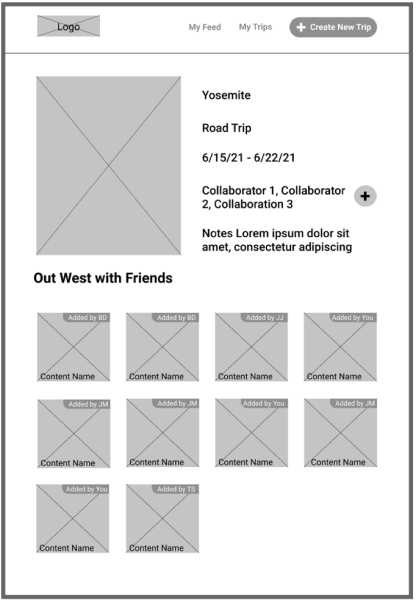 Logo
My Feed
My Trips
+ Create New Trip
Yosemite
Road Trip
6/15/21 - 6/22/21
Collaborator 1, Collaborator
2, Collaboration 3
+
Notes Lorem ipsum dolor sit
amet, consectetur adipiscing
Out West with Friends
Added by BD
Added by BD
Added by JJ
Added by You
Content Name
Content Name
Content Name
Content Name
Added by JM
Added by JM
Added by You
Added by JM
Content Name
Content Name
Content Name
Content Name
Added by You
Added by TS
Content Name
Content Name